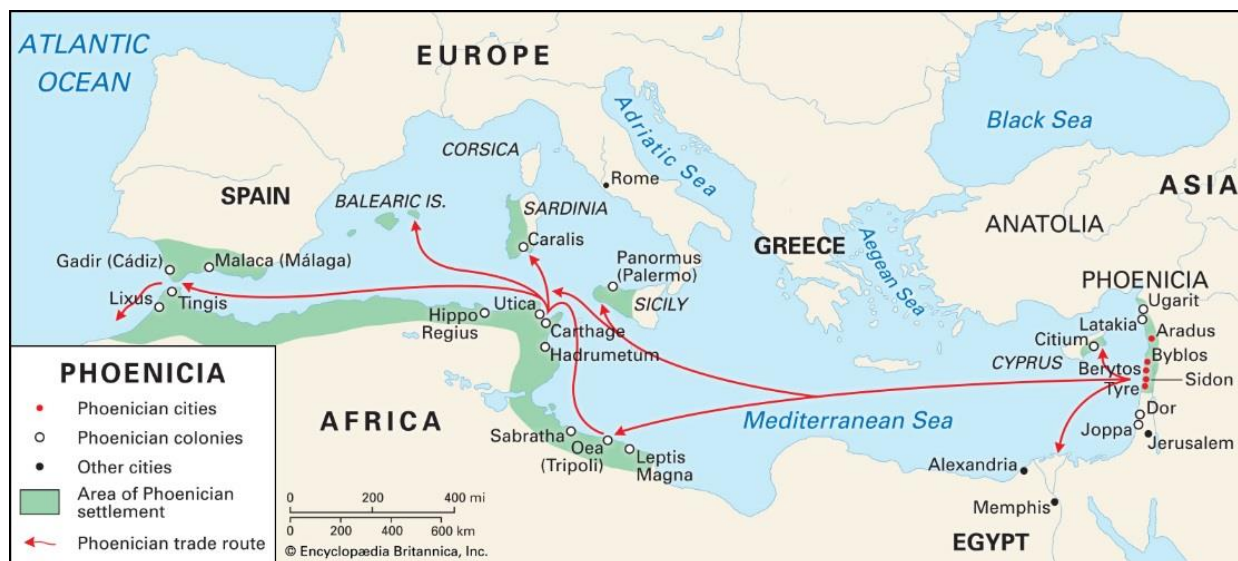 ATLANTIC
OCEAN
EUROPE
Adriatic Sea
Black Sea
CORSICA
Rome
ASIA
SPAIN
BALEARIC IS.
SARDINIA
ANATOLIA
Caralis
GREECE
Aegean Sea
Gadir (Cádiz)
Malaca (Málaga)
Panormus
(Palermo)
SICILY
PHOENICIA
Ugarit
Lixus
Tingis
Hippo
Regius
Utica
Carthage
Hadrumetum
Latakia
Aradus
Citium
CYPRUS
Byblos
Berytos
Sidon
Tyre
AFRICA
Mediterranean Sea
Dor
Joppa
Jerusalem
Sabratha
Oea
(Tripoli)
Leptis
Magna
Alexandria
Memphis
EGYPT
PHOENICIA
Phoenician cities
Phoenician colonies
Other cities
Area of Phoenician
settlement
Phoenician trade route
0 200 400 mi
0 200 400 600 km
© Encyclopædia Britannica, Inc.